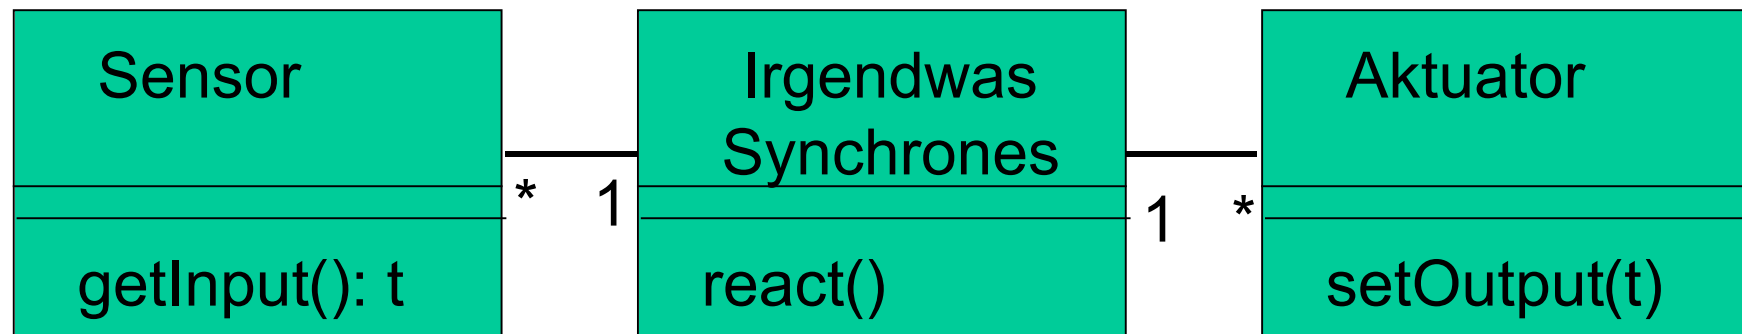 Sensor
Irgendwas
Synchrones
Aktuator
* 1
1 *
getInput(): t
react()
setOutput(t)